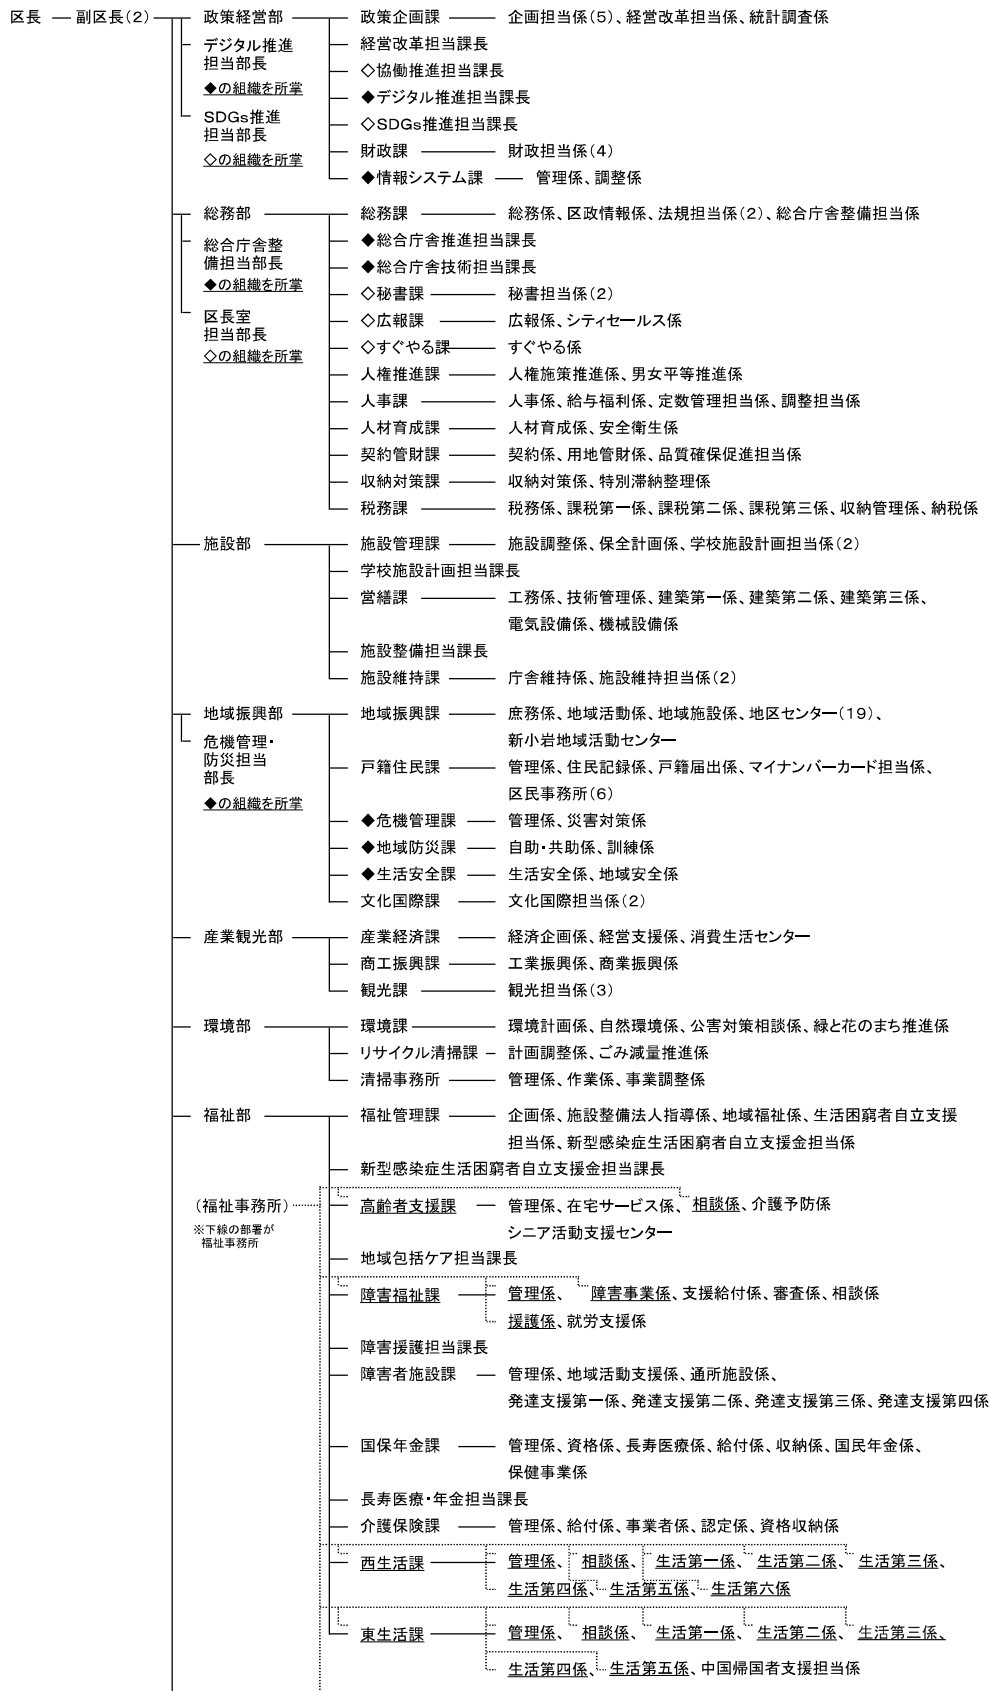 区長 副区長(2) 政策経営部 政策企画課 企画担当係(5)、経営改革担当係、統計調査係
デジタル推進
担当部長
◆の組織を所掌
SDGs推進
担当部長
◇の組織を所掌
経営改革担当課長
◇協働推進担当課長
◆デジタル推進担当課長
◇SDGs推進担当課長
財政課 財政担当係(4)
◆情報システム課 管理係、調整係
総務部 総務課 総務係、区政情報係、法規担当係(2)、総合庁舎整備担当係
総合庁舎整
備担当部長
◆の組織を所掌
区長室
担当部長
◇の組織を所掌
◆総合庁舎推進担当課長
◆総合庁舎技術担当課長
◇秘書課 秘書担当係(2)
◇広報課 広報係、シティセールス係
◇すぐやる課 すぐやる係
人権推進課 人権施策推進係、男女平等推進係
人事課 人事係、給与福利係、定数管理担当係、調整担当係
人材育成課 人材育成係、安全衛生係
契約管財課 契約係、用地管財係、品質確保促進担当係
収納対策課 収納対策係、特別滞納整理係
税務課 税務係、課税第一係、課税第二係、課税第三係、収納管理係、納税係
施設部 施設管理課 施設調整係、保全計画係、学校施設計画担当係(2)
学校施設計画担当課長
営繕課 工務係、技術管理係、建築第一係、建築第二係、建築第三係、
電気設備係、機械設備係
施設整備担当課長
施設維持課 庁舎維持係、施設維持担当係(2)
地域振興部 地域振興課 庶務係、地域活動係、地域施設係、地区センター(19)、
新小岩地域活動センター
危機管理・
防災担当
部長
◆の組織を所掌
戸籍住民課 管理係、住民記録係、戸籍届出係、マイナンバーカード担当係、
区民事務所(6)
◆危機管理課 管理係、災害対策係
◆地域防災課 自助・共助係、訓練係
◆生活安全課 生活安全係、地域安全係
文化国際課 文化国際担当係(2)
産業観光部 産業経済課 経済企画係、経営支援係、消費生活センター
商工振興課 工業振興係、商業振興係
観光課 観光担当係(3)
環境部 環境課 環境計画係、自然環境係、公害対策相談係、緑と花のまち推進係
リサイクル清掃課 計画調整係、ごみ減量推進係
清掃事務所 管理係、作業係、事業調整係
福祉部 福祉管理課 企画係、施設整備法人指導係、地域福祉係、生活困窮者自立支援
担当係、新型感染症生活困窮者自立支援金担当係
新型感染症生活困窮者自立支援金担当課長
(福祉事務所) 高齢者支援課 管理係、在宅サービス係、相談係、介護予防係
※下線の部署が
福祉事務所
シニア活動支援センター
地域包括ケア担当課長
障害福祉課 管理係、障害事業係、支援給付係、審査係、相談係
援護係、就労支援係
障害援護担当課長
障害者施設課 管理係、地域活動支援係、通所施設係、
発達支援第一係、発達支援第二係、発達支援第三係、発達支援第四係
国保年金課 管理係、資格係、長寿医療係、給付係、収納係、国民年金係、
保健事業係
長寿医療・年金担当課長
介護保険課 管理係、給付係、事業者係、認定係、資格収納係
西生活課 管理係、相談係、生活第一係、生活第二係、生活第三係、
生活第四係、生活第五係、生活第六係
東生活課 管理係、相談係、生活第一係、生活第二係、生活第三係、
生活第四係、生活第五係、中国帰国者支援担当係